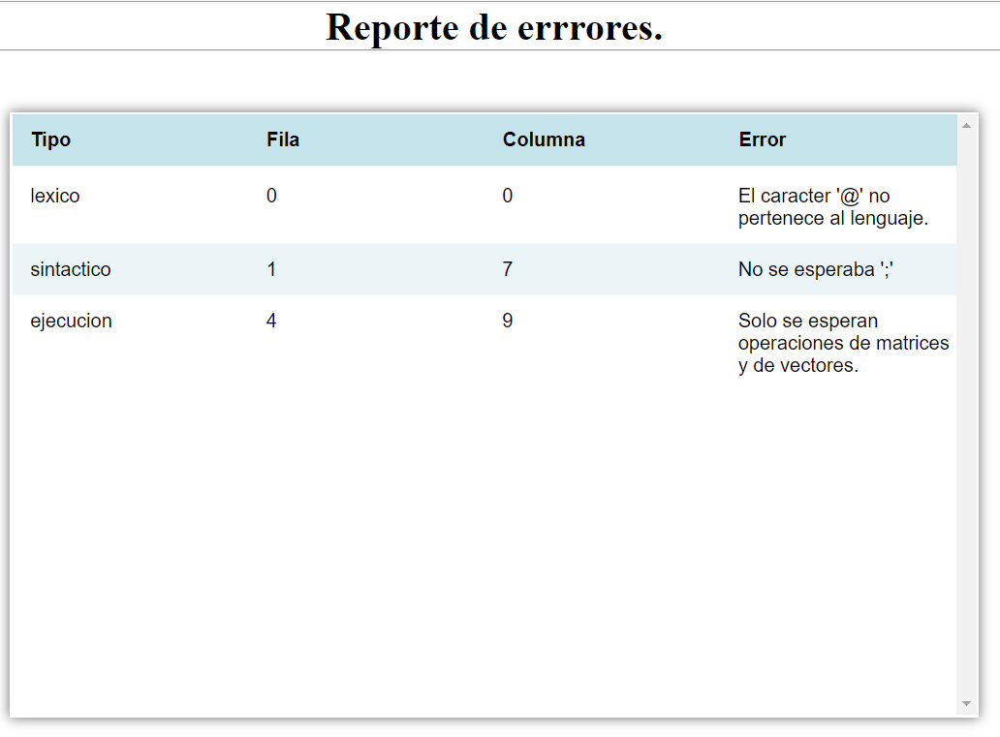 Reporte de errrores.
Tipo Fila Columna Error
lexico 0 0 El caracter '@' no
pertenece al lenguaje.
sintactico 1 7 No se esperaba ';'
ejecucion 4 9 Solo se esperan
operaciones de matrices
y de vectores.